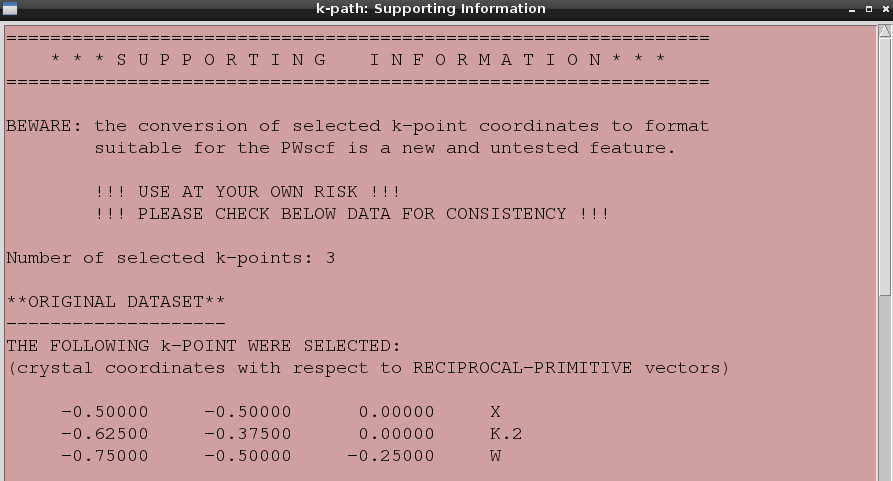 k-path: Supporting Information
================================================================
* * * S U P P O R T I N G I N F O R M A T I O N * * *
================================================================
BEWARE: the conversion of selected k-point coordinates to format
suitable for the PWscf is a new and untested feature.
!!! USE AT YOUR OWN RISK !!!
!!! PLEASE CHECK BELOW DATA FOR CONSISTENCY !!!
Number of selected k-points: 3
**ORIGINAL DATASET**
--------------------
THE FOLLOWING k-POINT WERE SELECTED:
(crystal coordinates with respect to RECIPROCAL-PRIMITIVE vectors)
-0.50000 -0.50000 0.00000 X
-0.62500 -0.37500 0.00000 K.2
-0.75000 -0.50000 -0.25000 W